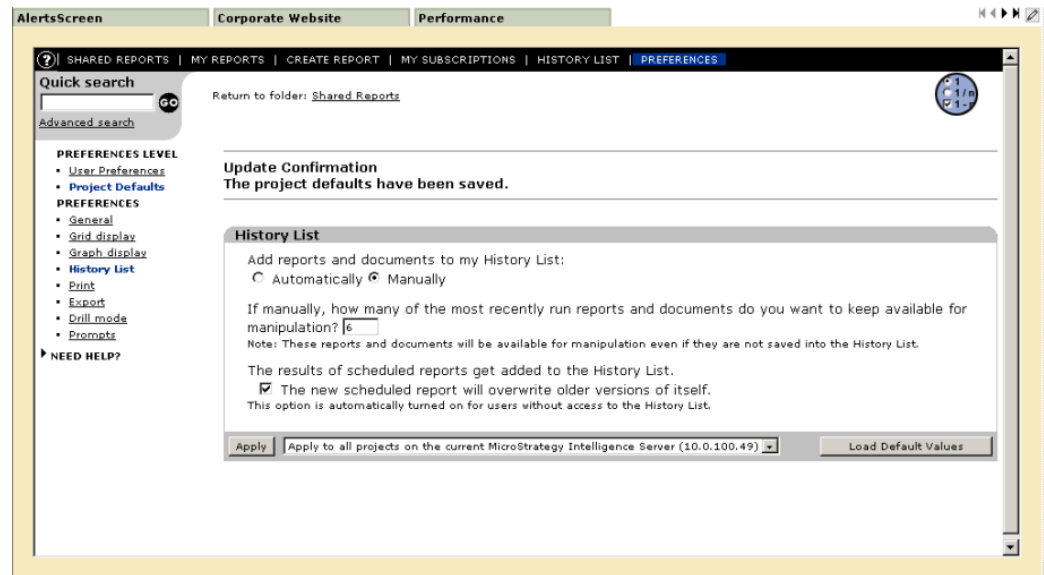 AlertsScreen Corporate Website Performance
? SHARED REPORTS | MY REPORTS | CREATE REPORT | MY SUBSCRIPTIONS | HISTORY LIST | PREFERENCES
Quick search
GO
Advanced search
Return to folder: Shared Reports
1
1/n
1-n
PREFERENCES LEVEL
User Preferences
Project Defaults
PREFERENCES
General
Grid display
Graph display
History List
Print
Export
Drill mode
Prompts
NEED HELP?
Update Confirmation
The project defaults have been saved.
History List
Add reports and documents to my History List:
Automatically Manually
If manually, how many of the most recently run reports and documents do you want to keep available for
manipulation? 6
Note: These reports and documents will be available for manipulation even if they are not saved into the History List.
The results of scheduled reports get added to the History List.
The new scheduled report will overwrite older versions of itself.
This option is automatically turned on for users without access to the History List.
Apply Apply to all projects on the current MicroStrategy Intelligence Server (10.0.100.49) Load Default Values